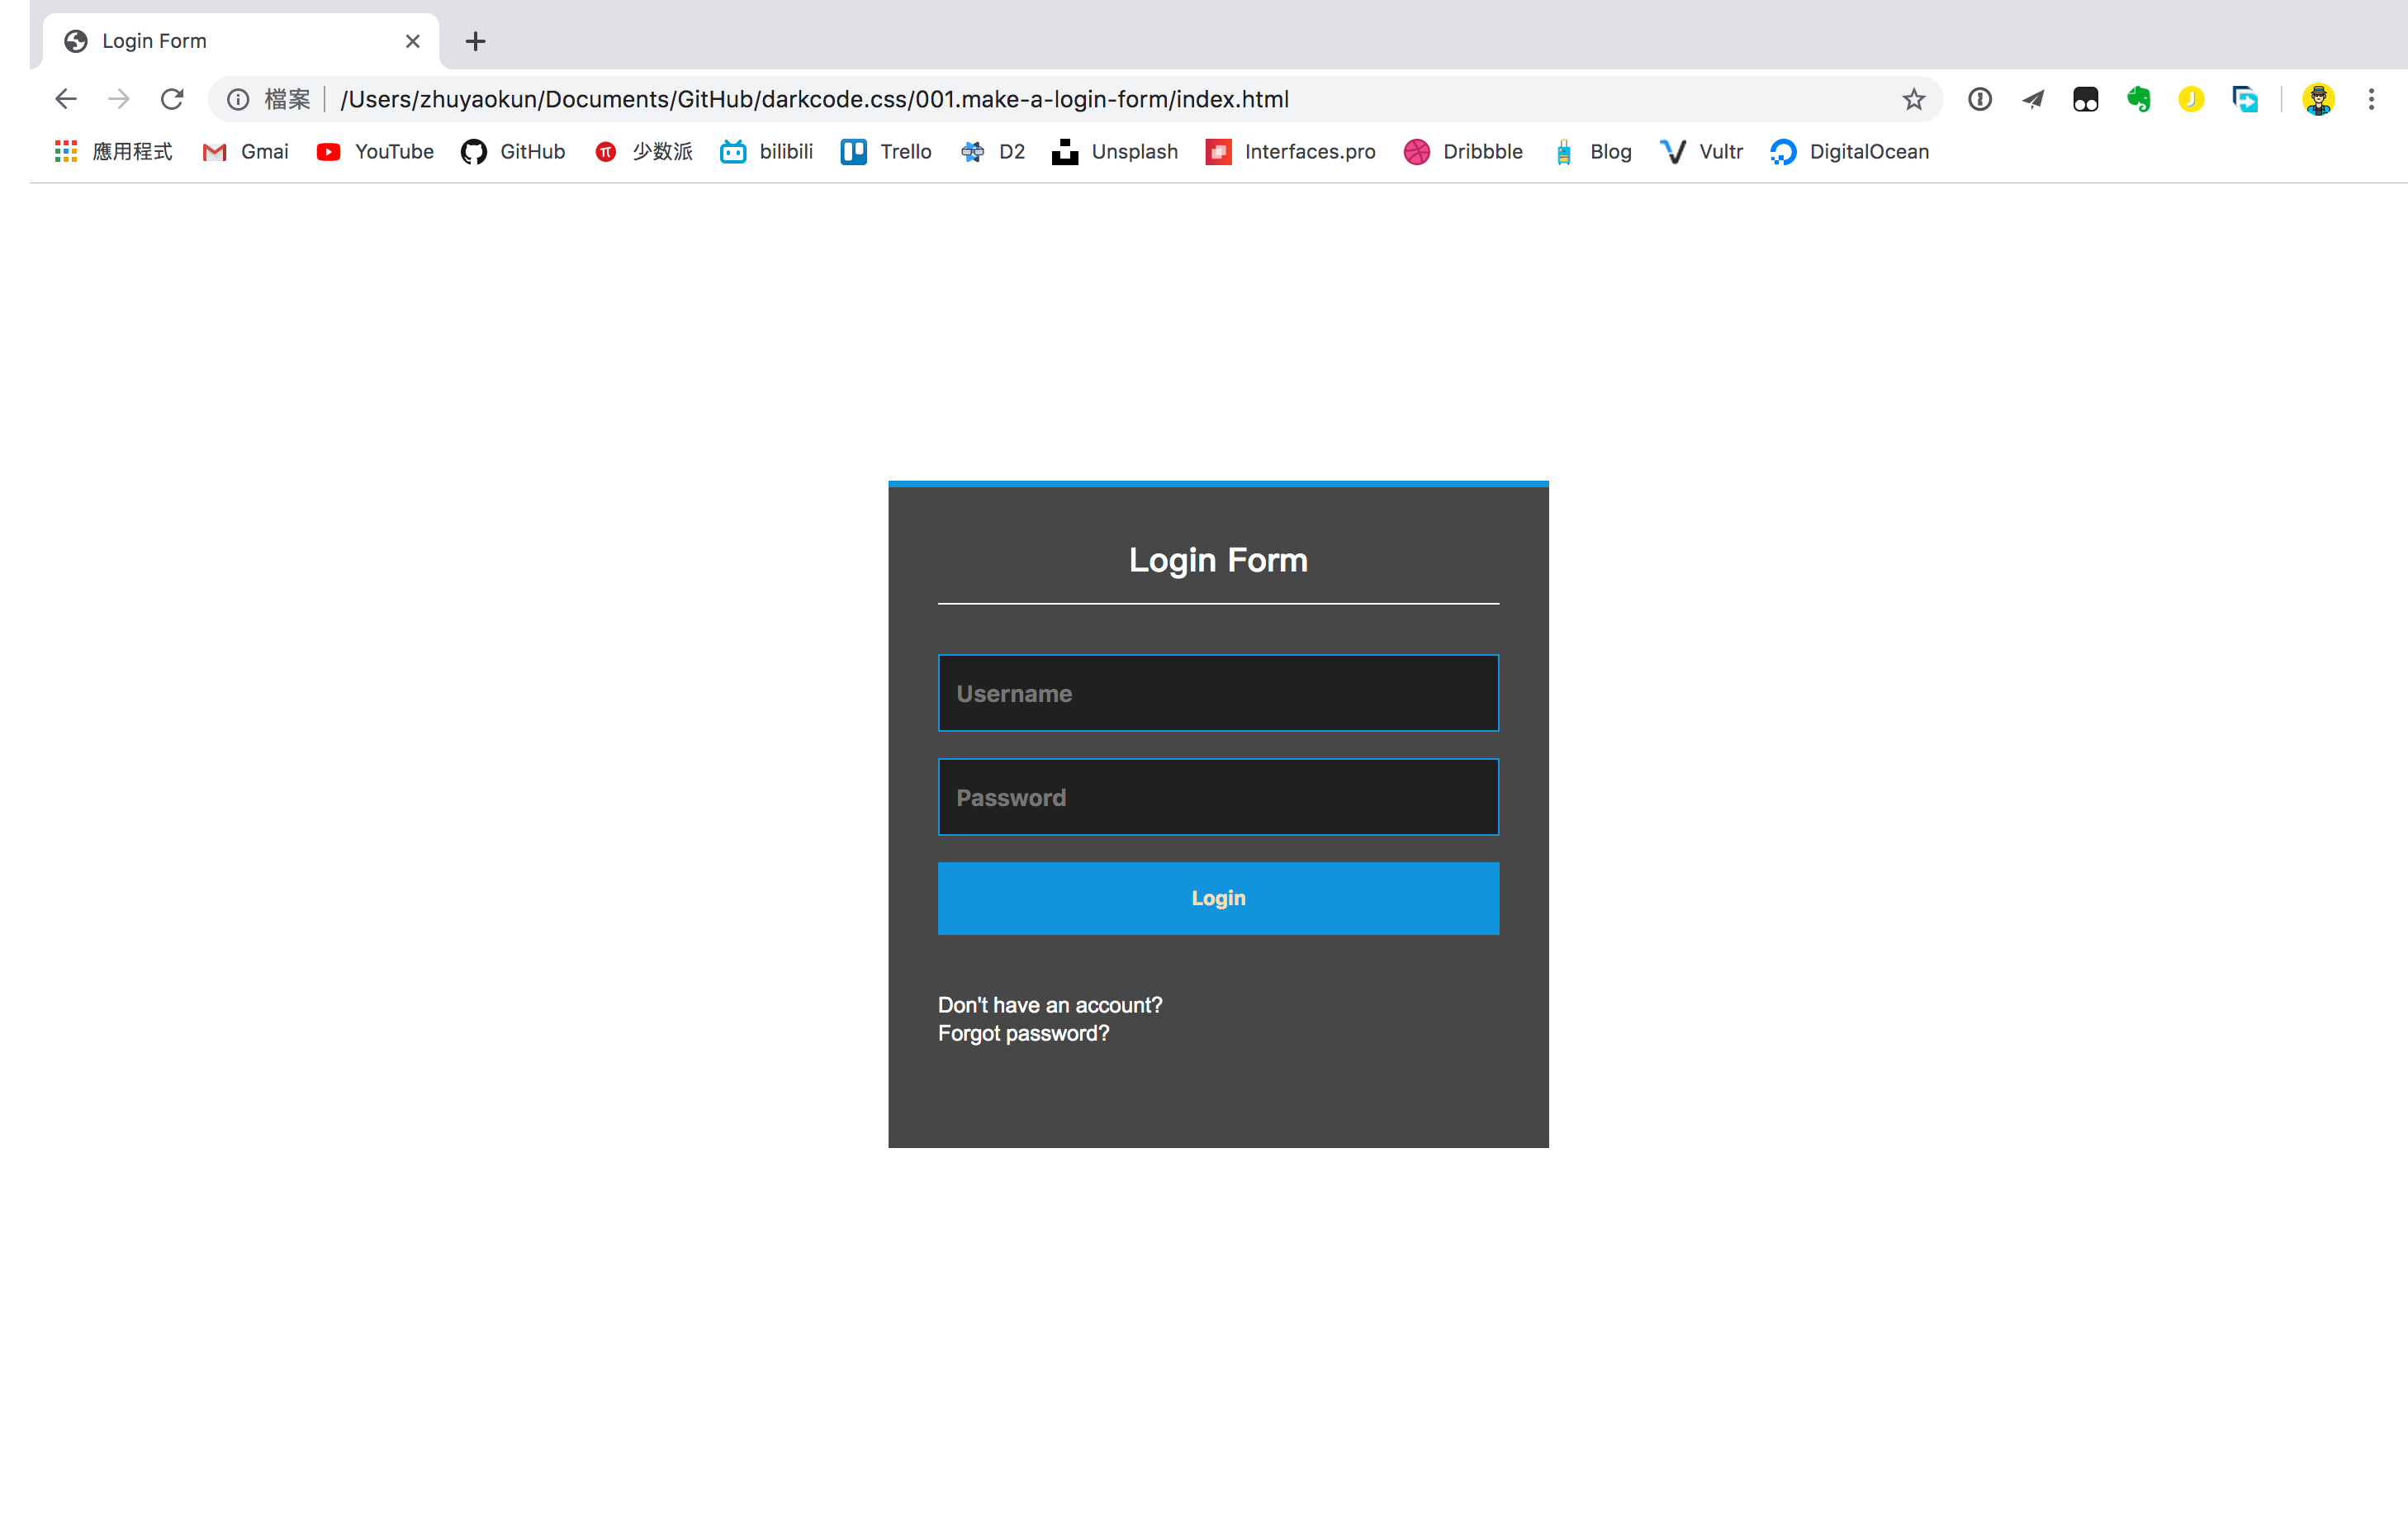 Login Form
檔案 /Users/zhuyaokun/Documents/GitHub/darkcode.css/001.make-a-login-form/index.html
應用程式 Gmai YouTube GitHub 少数派 bilibili Trello D2 Unsplash Interfaces.pro Dribbble Blog Vultr DigitalOcean
Login Form
Username
Password
Login
Don't have an account?
Forgot password?